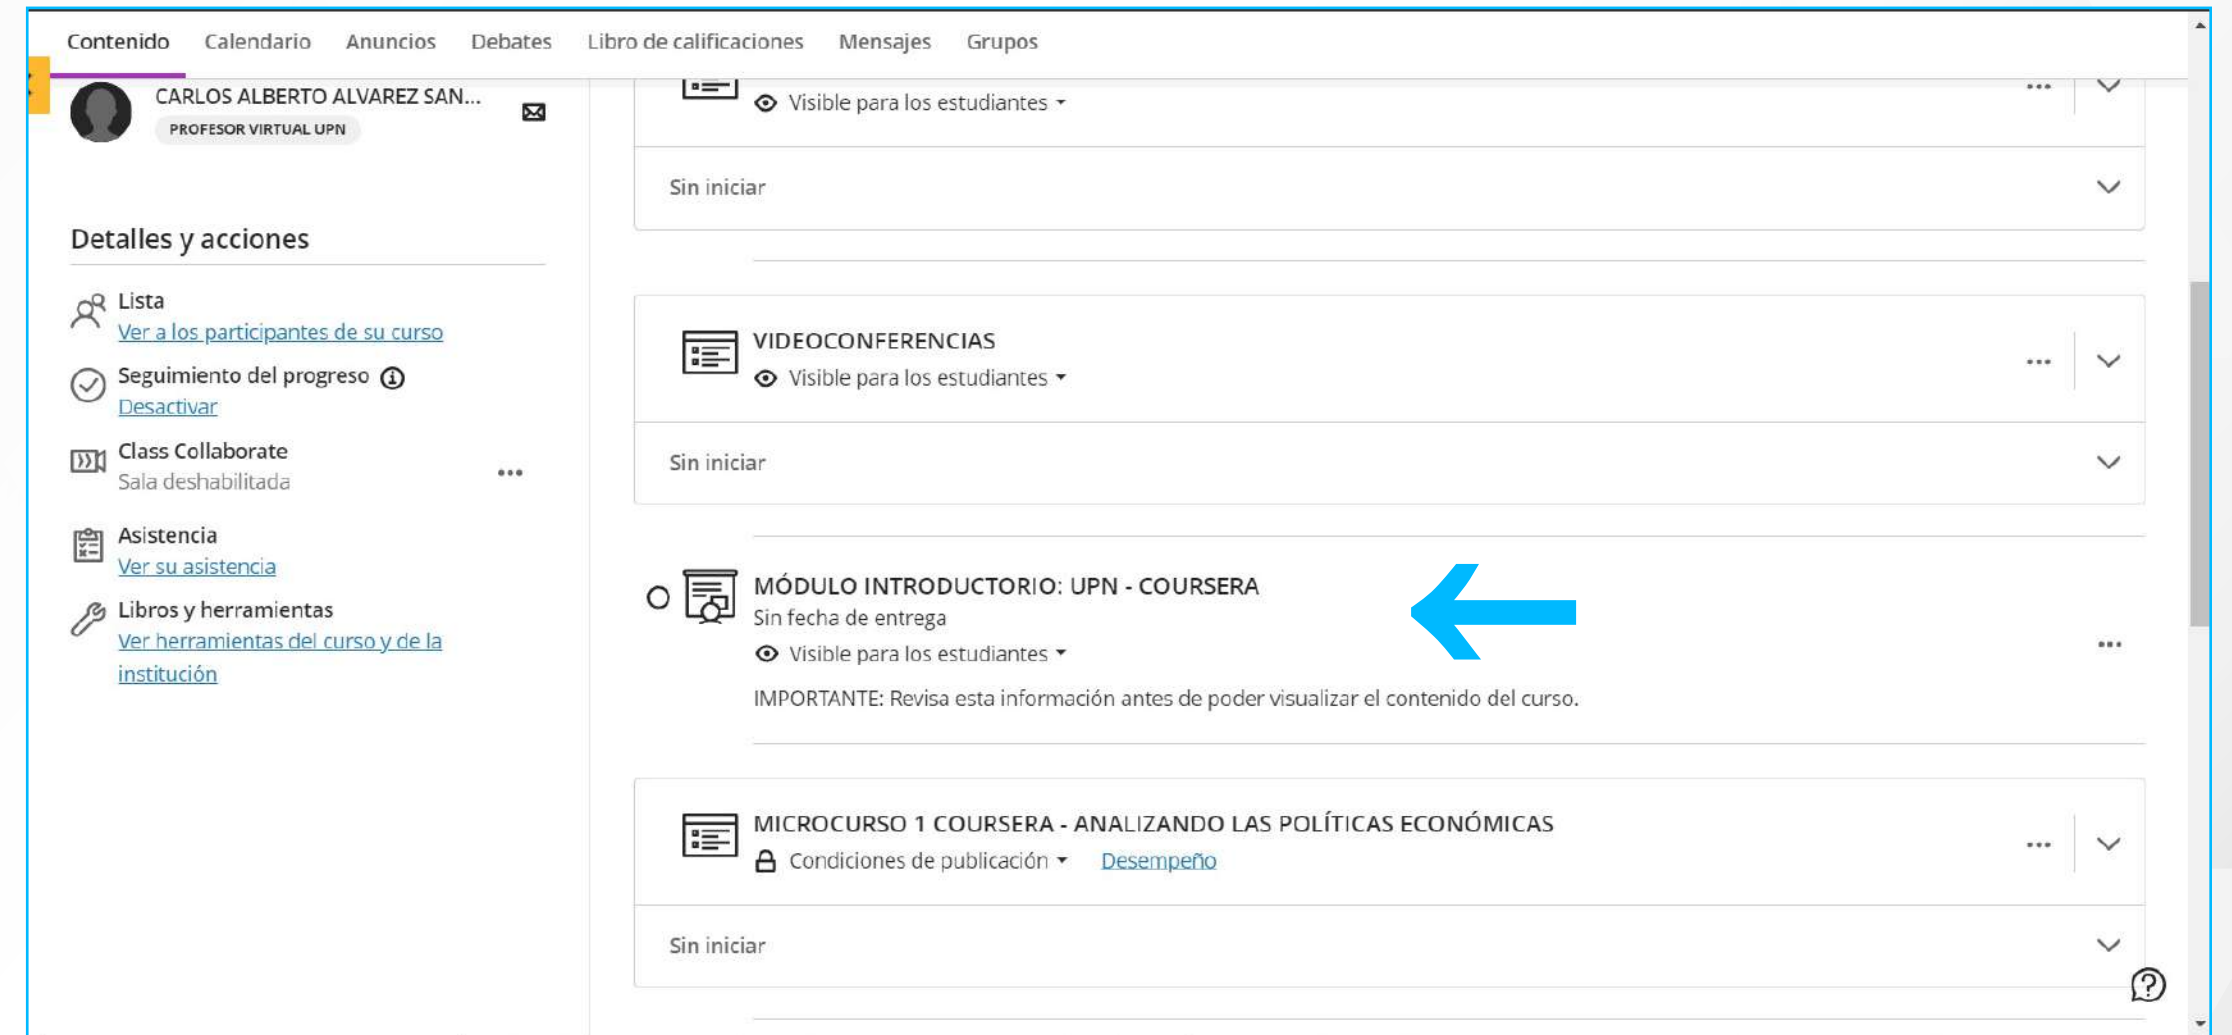 Contenido Calendario Anuncios Debates Libro de calificaciones Mensajes Grupos
CARLOS ALBERTO ALVAREZ SAN...
PROFESOR VIRTUAL UPN
Detalles y acciones
Lista
Ver a los participantes de su curso
Seguimiento del progreso
Desactivar
Class Collaborate
Sala deshabilitada
Asistencia
Ver su asistencia
Libros y herramientas
Ver herramientas del curso y de la
institución
Visible para los estudiantes
Sin iniciar
VIDEOCONFERENCIAS
Visible para los estudiantes
Sin iniciar
MÓDULO INTRODUCTORIO: UPN - COURSERA
Sin fecha de entrega
Visible para los estudiantes
IMPORTANTE: Revisa esta información antes de poder visualizar el contenido del curso.
MICROCURSO 1 COURSERA - ANALIZANDO LAS POLÍTICAS ECONÓMICAS
Condiciones de publicación Desempeño
Sin iniciar